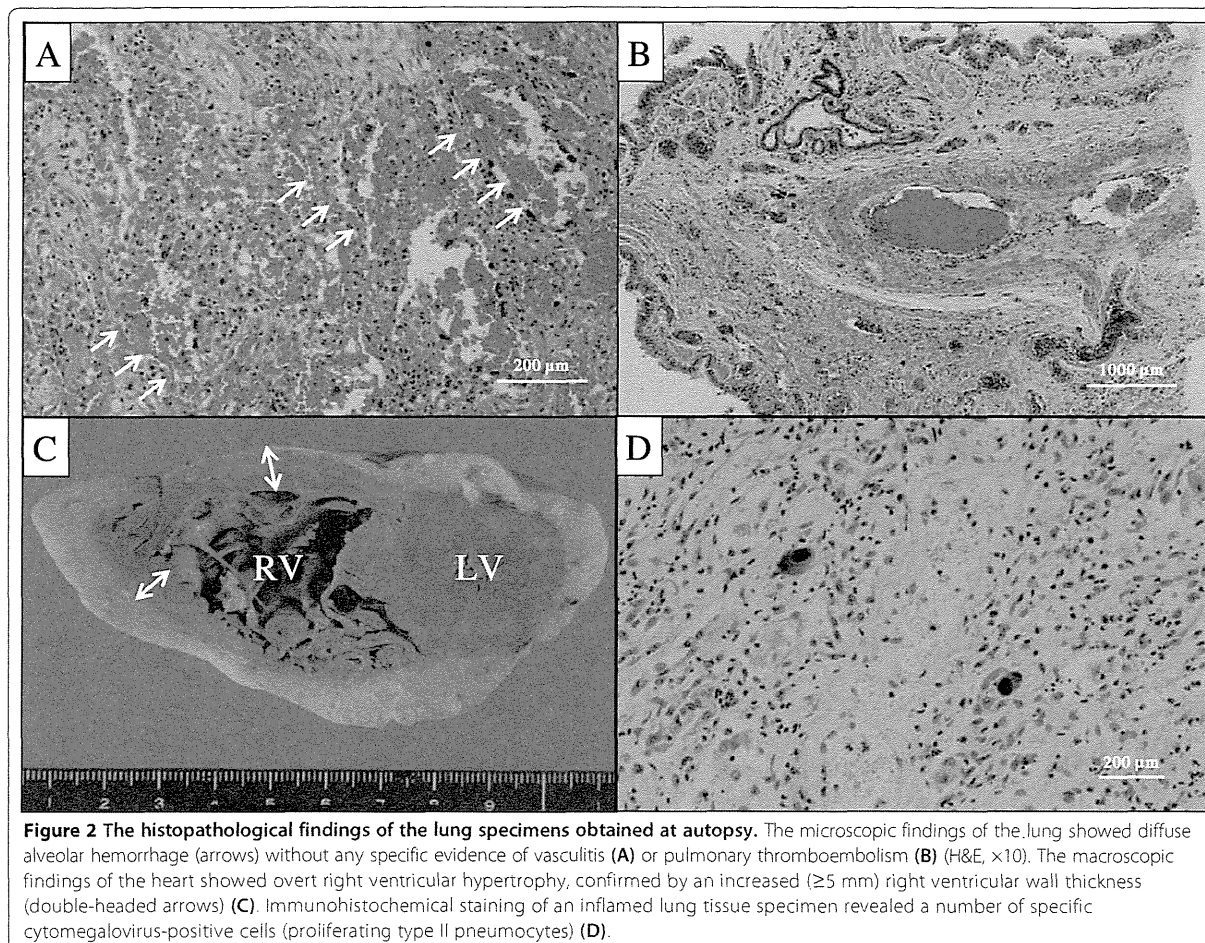 A
200 µm
B
1000 µm
C
RV
LV
2 3 4 5 6 7 8 9
D
200 µm
Figure 2 The histopathological findings of the lung specimens obtained at autopsy. The microscopic findings of the lung showed diffuse
alveolar hemorrhage (arrows) without any specific evidence of vasculitis (A) or pulmonary thromboembolism (B) (H&E, ×10). The macroscopic
findings of the heart showed overt right ventricular hypertrophy, confirmed by an increased (≥5 mm) right ventricular wall thickness
(double-headed arrows) (C). Immunohistochemical staining of an inflamed lung tissue specimen revealed a number of specific
cytomegalovirus-positive cells (proliferating type II pneumocytes) (D).